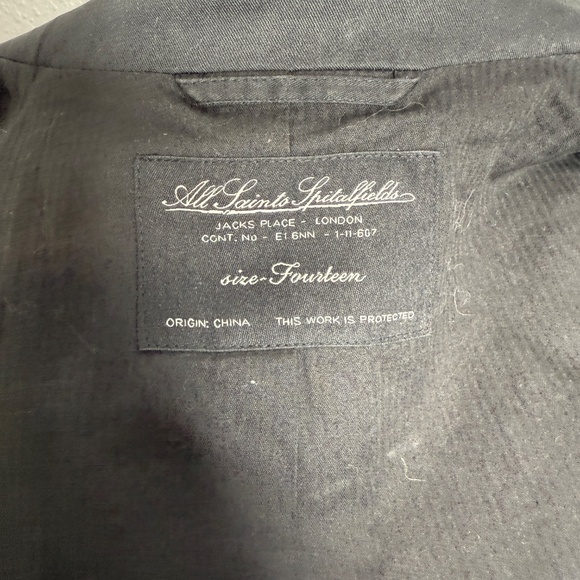 All Saints Spitalfields
JACKS PLACE - LONDON
CONT. NO - E1 6NN - 1-11-607
size-Fourteen
ORIGIN: CHINA THIS WORK IS PROTECTED